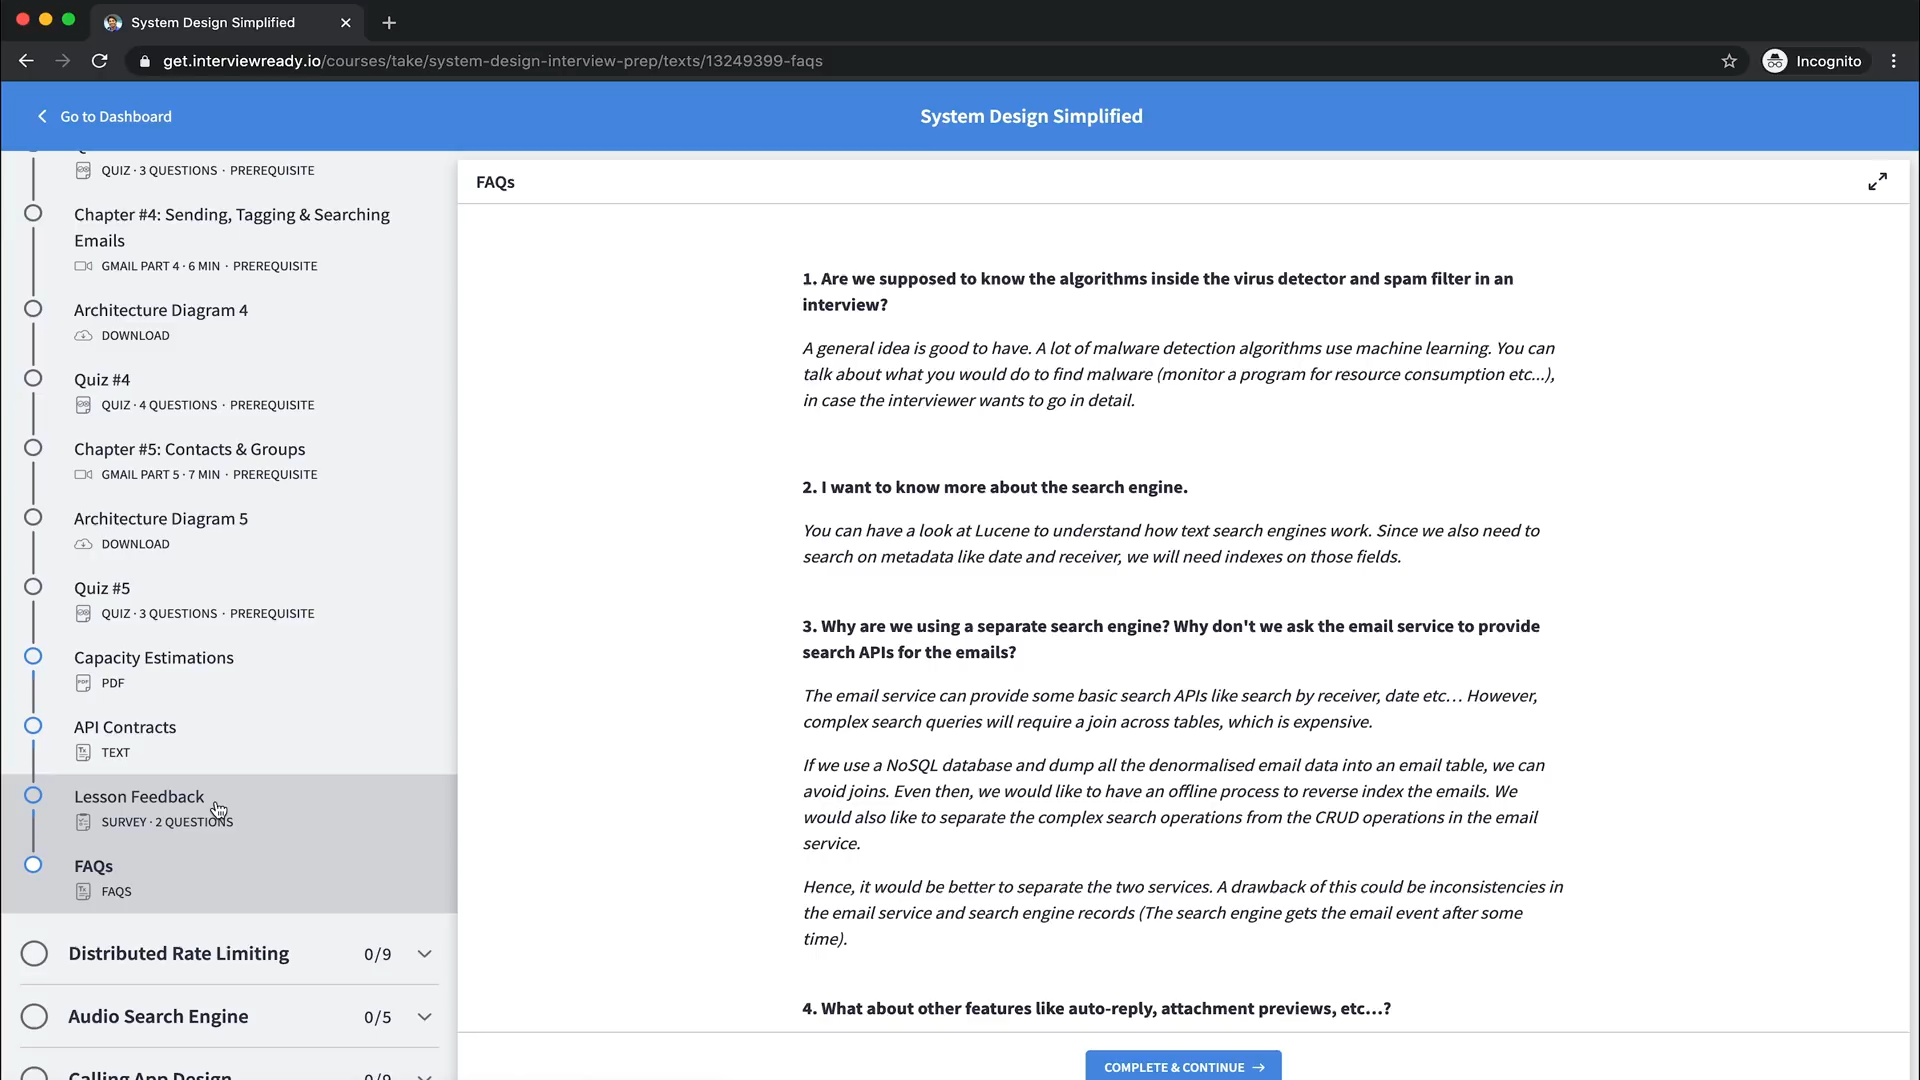 System Design Simplified
get.interviewready.io/courses/take/system-design-interview-prep/texts/13249399-faqs
Incognito
Go to Dashboard
System Design Simplified
QUIZ · 3 QUESTIONS · PREREQUISITE
Chapter #4: Sending, Tagging & Searching
Emails
GMAIL PART 4 · 6 MIN · PREREQUISITE
Architecture Diagram 4
DOWNLOAD
Quiz #4
QUIZ · 4 QUESTIONS · PREREQUISITE
Chapter #5: Contacts & Groups
GMAIL PART 5 · 7 MIN · PREREQUISITE
Architecture Diagram 5
DOWNLOAD
Quiz #5
QUIZ · 3 QUESTIONS · PREREQUISITE
Capacity Estimations
PDF
API Contracts
TEXT
Lesson Feedback
SURVEY · 2 QUESTIONS
FAQs
FAQS
Distributed Rate Limiting 0/9
Audio Search Engine 0/5
Calling App Design 0/9
FAQs
1. Are we supposed to know the algorithms inside the virus detector and spam filter in an
interview?
A general idea is good to have. A lot of malware detection algorithms use machine learning. You can
talk about what you would do to find malware (monitor a program for resource consumption etc...),
in case the interviewer wants to go in detail.
2. I want to know more about the search engine.
You can have a look at Lucene to understand how text search engines work. Since we also need to
search on metadata like date and receiver, we will need indexes on those fields.
3. Why are we using a separate search engine? Why don't we ask the email service to provide
search APIs for the emails?
The email service can provide some basic search APIs like search by receiver, date etc… However,
complex search queries will require a join across tables, which is expensive.
If we use a NoSQL database and dump all the denormalised email data into an email table, we can
avoid joins. Even then, we would like to have an offline process to reverse index the emails. We
would also like to separate the complex search operations from the CRUD operations in the email
service.
Hence, it would be better to separate the two services. A drawback of this could be inconsistencies in
the email service and search engine records (The search engine gets the email event after some
time).
4. What about other features like auto-reply, attachment previews, etc…?
COMPLETE & CONTINUE →